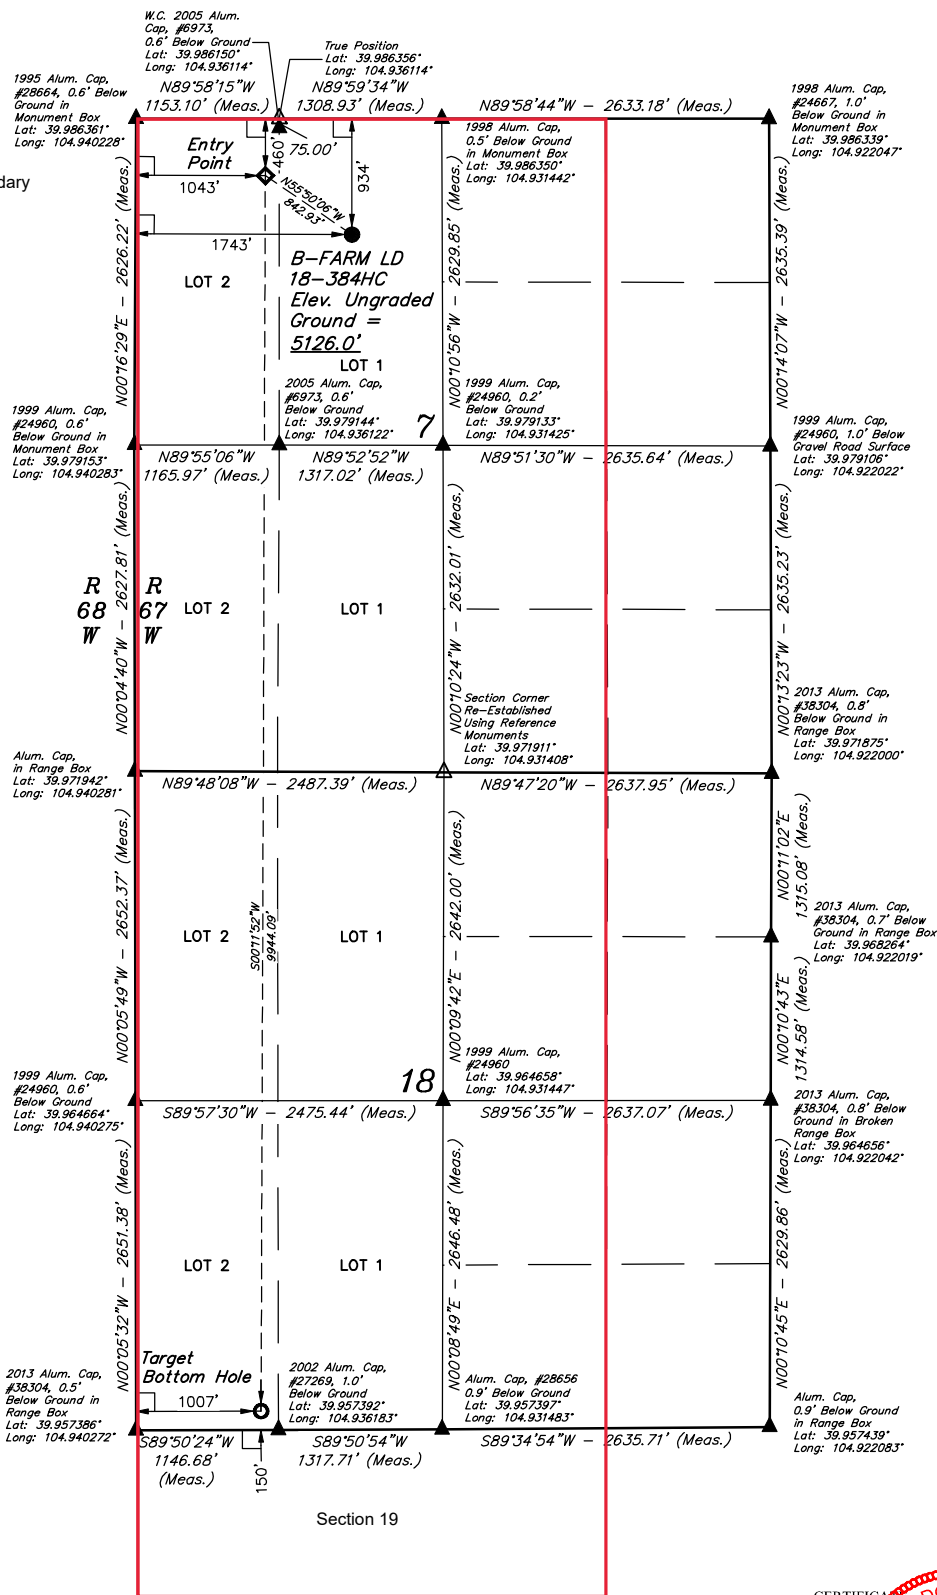 W.C. 2005 Alum.
Cap, #6973,
0.6' Below Ground
Lat: 39.986150°
Long: 104.936114°
True Position
Lat: 39.986356°
Long: 104.936114°
1995 Alum. Cap,
#28664, 0.6' Below
Ground in
Monument Box
Lat: 39.986361°
Long: 104.940228°
N89°58'15"W
1153.10' (Meas.)
N89°59'34"W
1308.93' (Meas.)
N89°58'44"W - 2633.18' (Meas.)
1998 Alum. Cap,
#24667, 1.0'
Below Ground in
Monument Box
Lat: 39.986339°
Long: 104.922047°
1998 Alum. Cap,
0.5' Below Ground
in Monument Box
Lat: 39.986350°
Long: 104.931442°
dary
Entry
Point
460'
75.00'
934'
1043'
N55°50'06"W
842.93'
1743'
B-FARM LD
18-384HC
Elev. Ungraded
Ground =
5126.0'
LOT 2
LOT 1
N00°16'29"E - 2626.22' (Meas.)
N00°10'56"W - 2629.85' (Meas.)
N00°14'07"W - 2635.39' (Meas.)
1999 Alum. Cap,
#24960, 0.6'
Below Ground in
Monument Box
Lat: 39.979153°
Long: 104.940283°
2005 Alum. Cap,
#6973, 0.6'
Below Ground
Lat: 39.979144°
Long: 104.936122°
7
1999 Alum. Cap,
#24960, 0.2'
Below Ground
Lat: 39.979133°
Long: 104.931425°
1999 Alum. Cap,
#24960, 1.0' Below
Gravel Road Surface
Lat: 39.979106°
Long: 104.922022°
N89°55'06"W
1165.97' (Meas.)
N89°52'52"W
1317.02' (Meas.)
N89°51'30"W - 2635.64' (Meas.)
R
68
W
R
67
W
LOT 2
LOT 1
N00°04'40"W - 2627.81' (Meas.)
N00°10'24"W - 2632.01' (Meas.)
N00°13'23"W - 2635.23' (Meas.)
Section Corner
Re-Established
Using Reference
Monuments
Lat: 39.971911°
Long: 104.931408°
2013 Alum. Cap,
#38304, 0.8'
Below Ground in
Range Box
Lat: 39.971875°
Long: 104.922000°
Alum. Cap,
in Range Box
Lat: 39.971942°
Long: 104.940281°
N89°48'08"W - 2487.39' (Meas.)
N89°47'20"W - 2637.95' (Meas.)
N00°05'49"W - 2652.37' (Meas.)
S00°11'52"W
9944.09'
N00°09'42"E - 2642.00' (Meas.)
N00°11'02"E
1315.08' (Meas.)
LOT 2
LOT 1
2013 Alum. Cap,
#38304, 0.7' Below
Ground in Range Box
Lat: 39.968264°
Long: 104.922019°
N00°10'43"E
1314.58' (Meas.)
1999 Alum. Cap,
#24960, 0.6'
Below Ground
Lat: 39.964664°
Long: 104.940275°
18
1999 Alum. Cap,
#24960
Lat: 39.964658°
Long: 104.931447°
2013 Alum. Cap,
#38304, 0.8' Below
Ground in Broken
Range Box
Lat: 39.964656°
Long: 104.922042°
S89°57'30"W - 2475.44' (Meas.)
S89°56'35"W - 2637.07' (Meas.)
N00°05'32"W - 2651.38' (Meas.)
N00°08'49"E - 2646.48' (Meas.)
N00°10'45"E - 2629.86' (Meas.)
LOT 2
LOT 1
Target
Bottom Hole
1007'
2013 Alum. Cap,
#38304, 0.5'
Below Ground in
Range Box
Lat: 39.957386°
Long: 104.940272°
2002 Alum. Cap,
#27269, 1.0'
Below Ground
Lat: 39.957392°
Long: 104.936183°
Alum. Cap, #28656
0.9' Below Ground
Lat: 39.957397°
Long: 104.931483°
Alum. Cap,
0.9' Below Ground
in Range Box
Lat: 39.957439°
Long: 104.922083°
S89°50'24"W
1146.68'
(Meas.)
150'
S89°50'54"W
1317.71' (Meas.)
S89°34'54"W - 2635.71' (Meas.)
Section 19